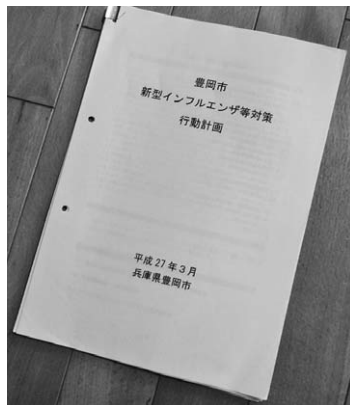 豊岡市
新型インフルエンザ等対策
行動計画
平成27年3月
兵庫県豊岡市